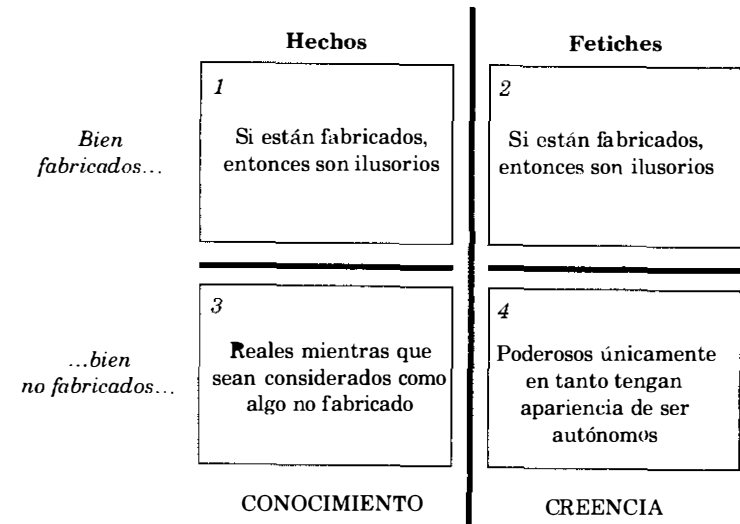 Hechos
Fetiches
1
2
Bien
fabricados...
Si están fabricados,
entonces son ilusorios
Si están fabricados,
entonces son ilusorios
3
4
...bien
no fabricados...
Reales mientras que
sean considerados como
algo no fabricado
Poderosos únicamente
en tanto tengan
apariencia de ser
autónomos
CONOCIMIENTO
CREENCIA